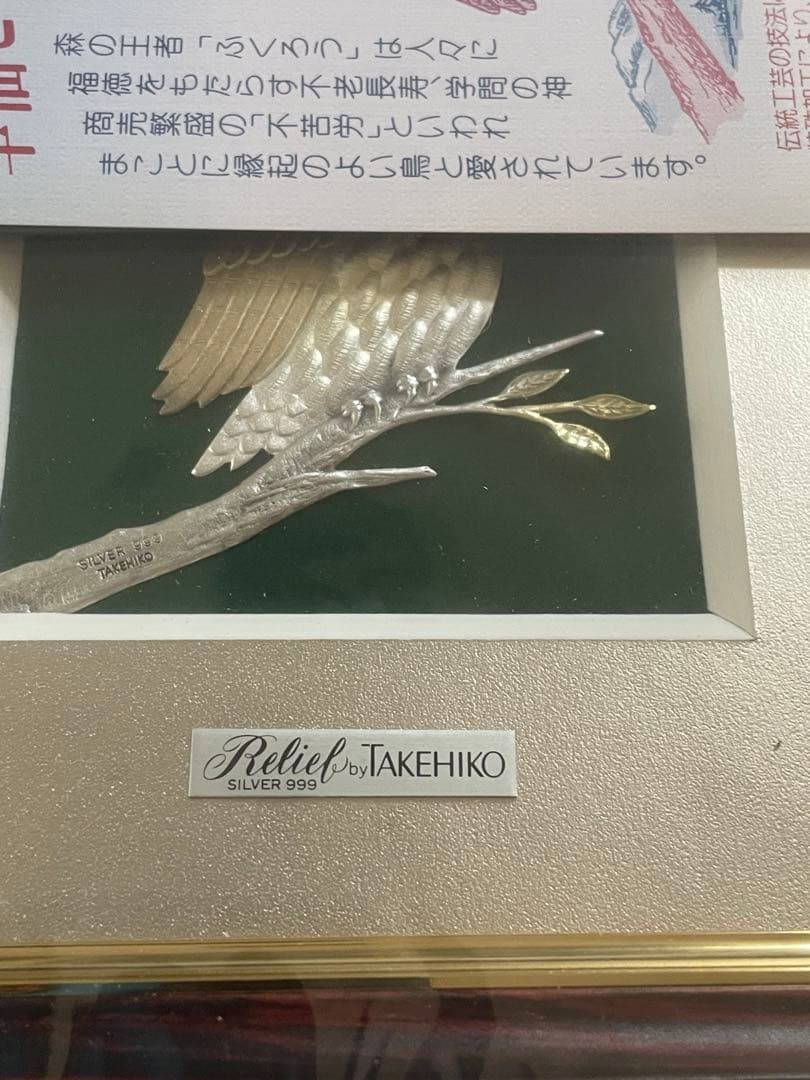 森の王者「ふくろう」は人々に
福徳をもたらす不老長寿、学問の神
商売繁盛の「不苦労」といわれ
まことに縁起のよい鳥と愛されています。
伝統工芸の技法に
SILVER 999
TAKEHIKO
Relief by TAKEHIKO
SILVER 999